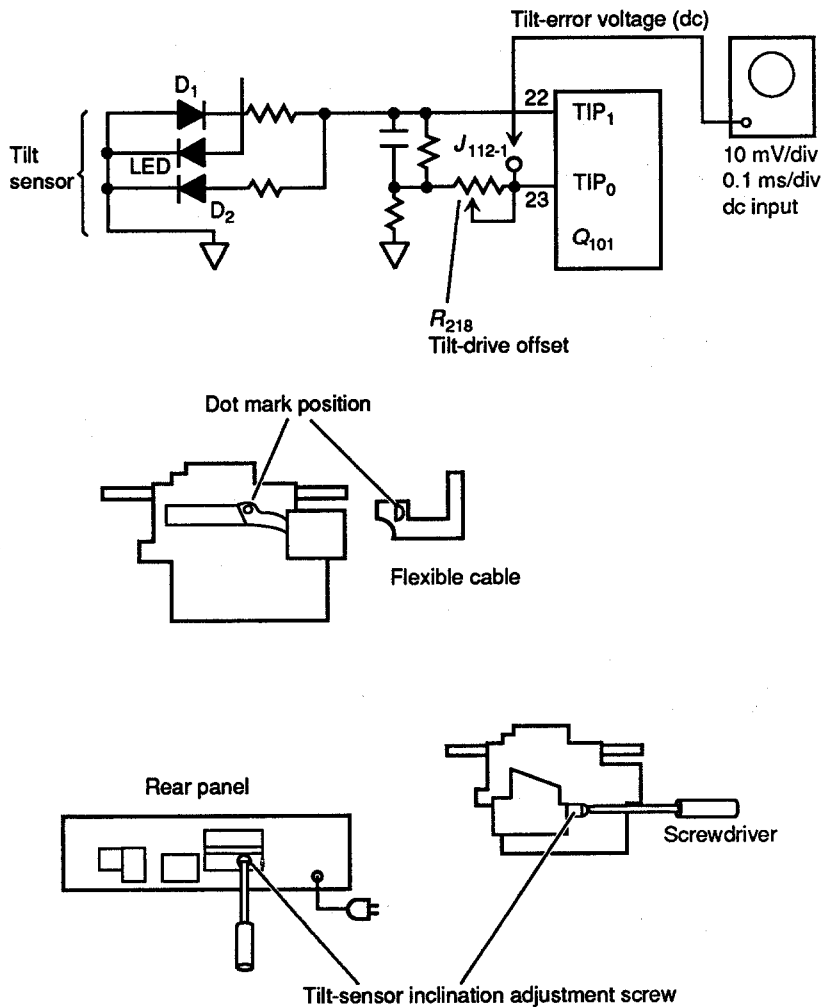 Tilt-error voltage (dc)
D1
22
TIP1
Tilt
sensor
LED
J112-1
10 mV/div
0.1 ms/div
dc input
TIP0
D2
23
Q101
R218
Tilt-drive offset
Dot mark position
Flexible cable
Rear panel
Screwdriver
Tilt-sensor inclination adjustment screw